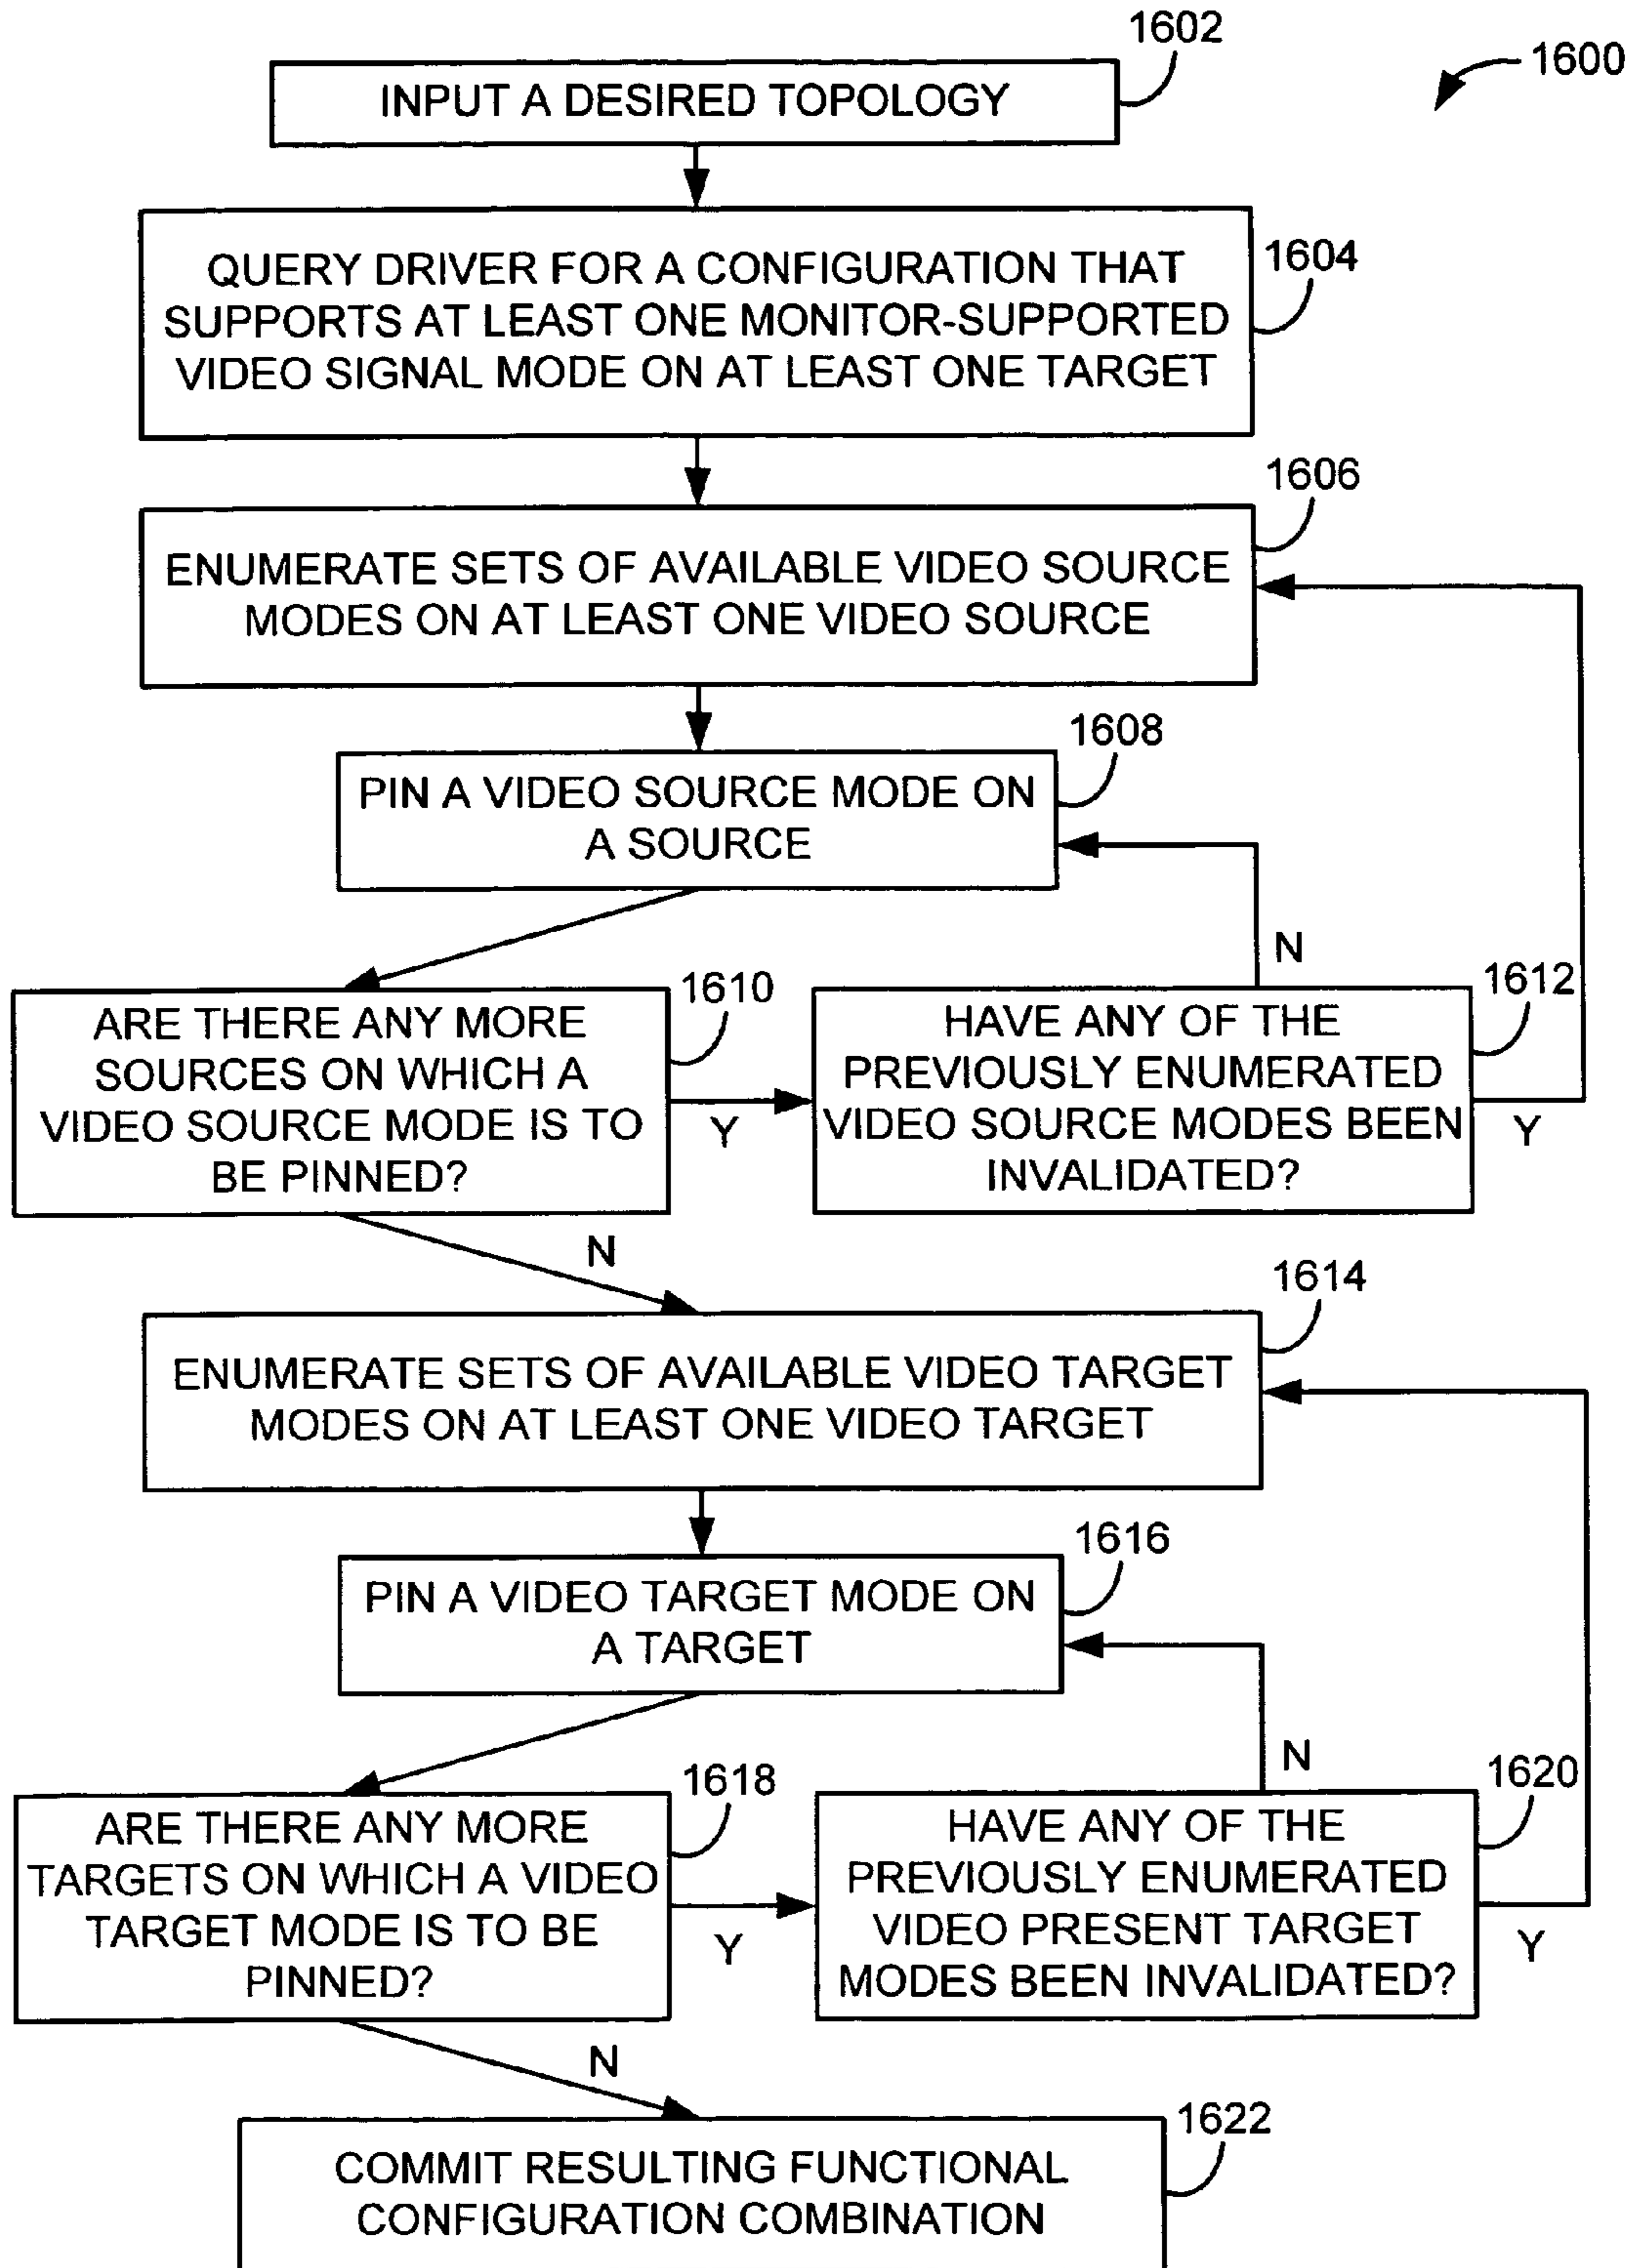 1602
1600
INPUT A DESIRED TOPOLOGY
1604
QUERY DRIVER FOR A CONFIGURATION THAT
SUPPORTS AT LEAST ONE MONITOR-SUPPORTED
VIDEO SIGNAL MODE ON AT LEAST ONE TARGET
1606
ENUMERATE SETS OF AVAILABLE VIDEO SOURCE
MODES ON AT LEAST ONE VIDEO SOURCE
1608
PIN A VIDEO SOURCE MODE ON
A SOURCE
N
1610
ARE THERE ANY MORE
SOURCES ON WHICH A
VIDEO SOURCE MODE IS TO
BE PINNED?
Y
1612
HAVE ANY OF THE
PREVIOUSLY ENUMERATED
VIDEO SOURCE MODES BEEN
INVALIDATED?
Y
N
1614
ENUMERATE SETS OF AVAILABLE VIDEO TARGET
MODES ON AT LEAST ONE VIDEO TARGET
1616
PIN A VIDEO TARGET MODE ON
A TARGET
N
1618
ARE THERE ANY MORE
TARGETS ON WHICH A VIDEO
TARGET MODE IS TO BE
PINNED?
Y
1620
HAVE ANY OF THE
PREVIOUSLY ENUMERATED
VIDEO PRESENT TARGET
MODES BEEN INVALIDATED?
Y
N
1622
COMMIT RESULTING FUNCTIONAL
CONFIGURATION COMBINATION